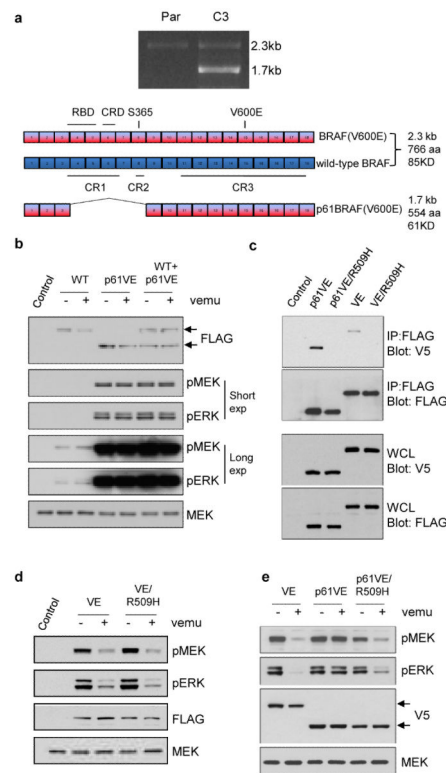 a
Par C3
2.3kb
1.7kb
RBD CRD S365 V600E
BRAF(V600E)
wild-type BRAF
2.3 kb
766 aa
85KD
CR1 CR2 CR3
p61BRAF(V600E)
1.7 kb
554 aa
61KD
b
Control WT p61VE WT+
p61VE
- + - + - + vemu
FLAG
pMEK
pERK
Short
exp
pMEK
pERK
Long
exp
MEK
c
Control p61VE p61VE/R509H VE VE/R509H
IP:FLAG
Blot: V5
IP:FLAG
Blot: FLAG
WCL
Blot: V5
WCL
Blot: FLAG
d
Control VE VE/
R509H
- + - + vemu
pMEK
pERK
FLAG
MEK
e
VE p61VE p61VE/
R509H
- + - + - + vemu
pMEK
pERK
V5
MEK